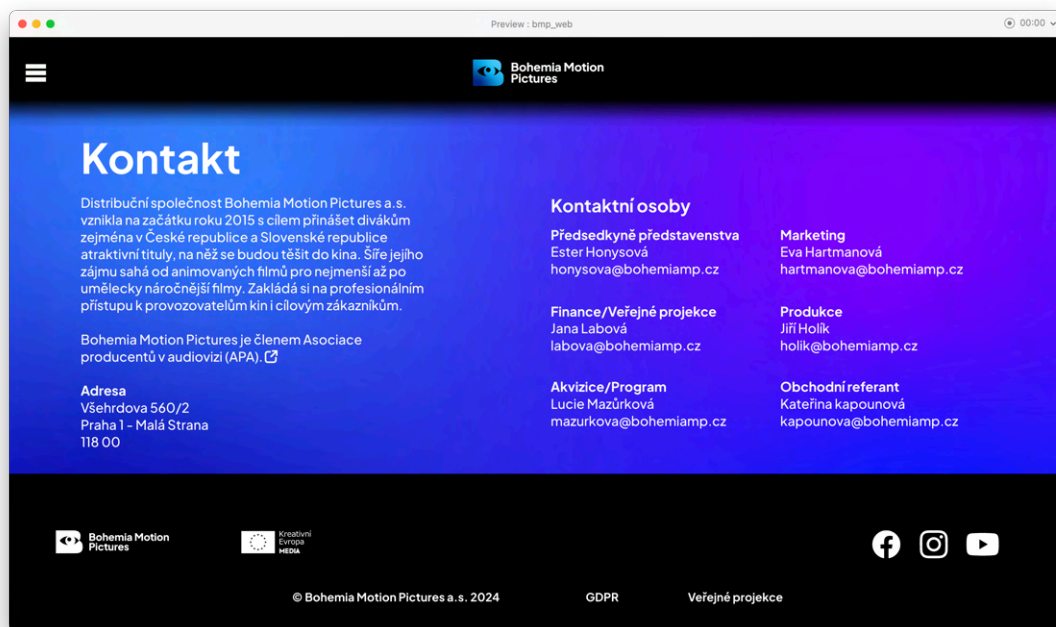 Preview : bmp_web
00:00
Bohemia Motion
Pictures
Kontakt
Distribuční společnost Bohemia Motion Pictures a.s.
vznikla na začátku roku 2015 s cílem přinášet divákům
zejména v České republice a Slovenské republice
atraktivní tituly, na něž se budou těšit do kina. Šíře jejího
zájmu sahá od animovaných filmů pro nejmenší až po
umělecky náročnější filmy. Zakládá si na profesionálním
přístupu k provozovatelům kin i cílovým zákazníkům.
Bohemia Motion Pictures je členem Asociace
producentů v audiovizi (APA).
Adresa
Všehrdova 560/2
Praha 1 - Malá Strana
118 00
Kontaktní osoby
Předsedkyně představenstva
Ester Honysová
honysova@bohemiamp.cz
Marketing
Eva Hartmanová
hartmanova@bohemiamp.cz
Finance/Veřejné projekce
Jana Labová
labova@bohemiamp.cz
Produkce
Jiří Holík
holik@bohemiamp.cz
Akvizice/Program
Lucie Mazůrková
mazurkova@bohemiamp.cz
Obchodní referant
Kateřina kapounová
kapounova@bohemiamp.cz
Bohemia Motion
Pictures
Kreativní
Evropa
MEDIA
© Bohemia Motion Pictures a.s. 2024
GDPR
Veřejné projekce